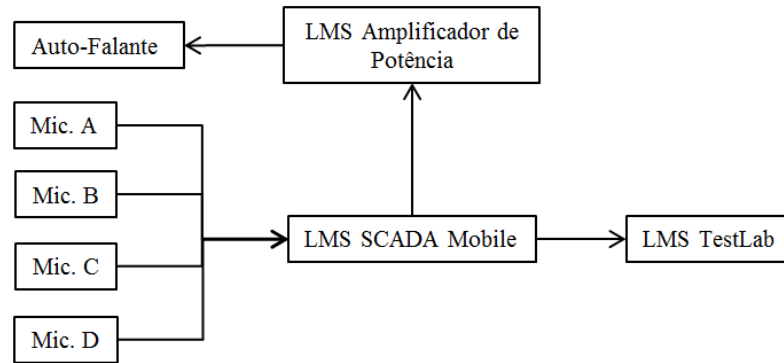 Auto-Falante
LMS Amplificador de
Potência
Mic. A
Mic. B
Mic. C
Mic. D
LMS SCADA Mobile
LMS TestLab